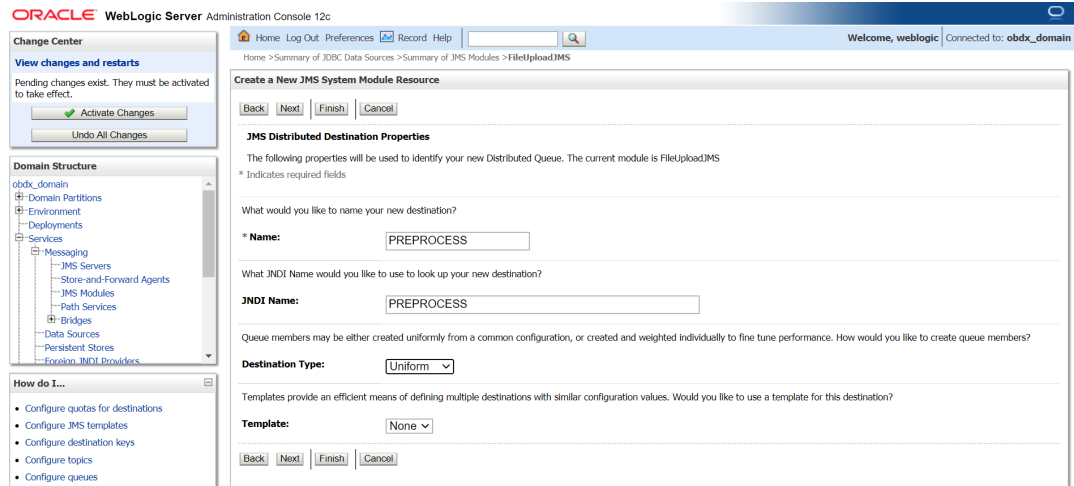 ORACLE® WebLogic Server Administration Console 12c
Change Center
View changes and restarts
Pending changes exist. They must be activated
to take effect.
Activate Changes
Undo All Changes
Domain Structure
obdx_domain
Domain Partitions
Environment
Deployments
Services
Messaging
JMS Servers
Store-and-Forward Agents
JMS Modules
Path Services
Bridges
Data Sources
Persistent Stores
Foreign JNDI Providers
How do I...
Configure quotas for destinations
Configure JMS templates
Configure destination keys
Configure topics
Configure queues
Home Log Out Preferences Record Help
Welcome, weblogic Connected to: obdx_domain
Home >Summary of JDBC Data Sources >Summary of JMS Modules >FileUploadJMS
Create a New JMS System Module Resource
Back Next Finish Cancel
JMS Distributed Destination Properties
The following properties will be used to identify your new Distributed Queue. The current module is FileUploadJMS
* Indicates required fields
What would you like to name your new destination?
* Name: PREPROCESS
What JNDI Name would you like to use to look up your new destination?
JNDI Name: PREPROCESS
Queue members may be either created uniformly from a common configuration, or created and weighted individually to fine tune performance. How would you like to create queue members?
Destination Type: Uniform
Templates provide an efficient means of defining multiple destinations with similar configuration values. Would you like to use a template for this destination?
Template: None
Back Next Finish Cancel